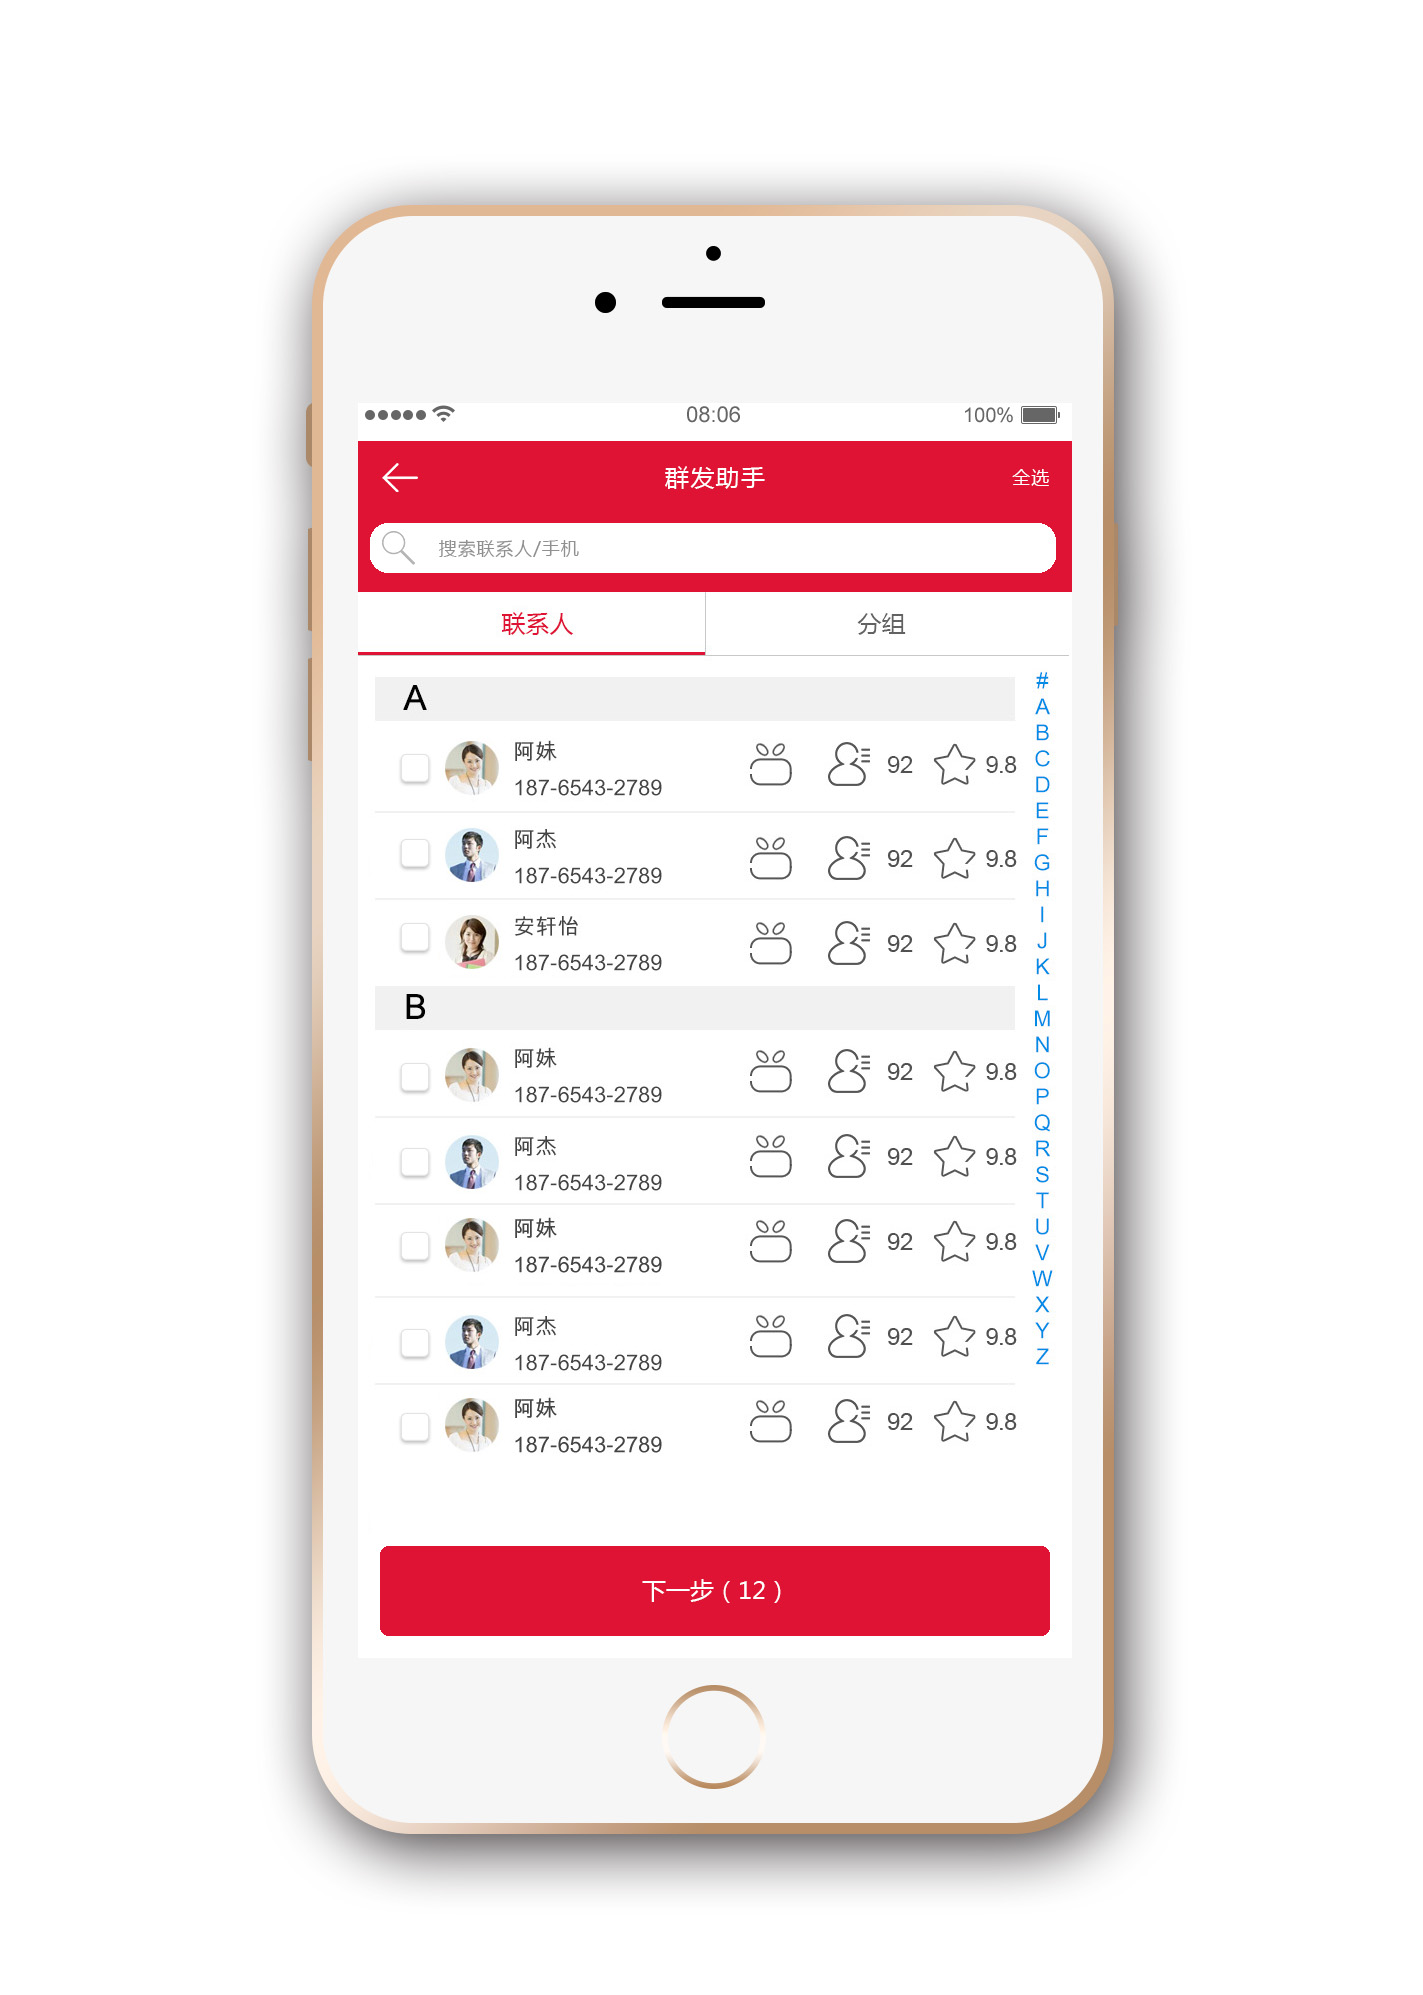 08:06 100%
群发助手 全选
搜索联系人/手机
联系人 分组
A
阿妹
187-6543-2789 92 9.8
阿杰
187-6543-2789 92 9.8
安轩怡
187-6543-2789 92 9.8
B
阿妹
187-6543-2789 92 9.8
阿杰
187-6543-2789 92 9.8
阿妹
187-6543-2789 92 9.8
阿杰
187-6543-2789 92 9.8
阿妹
187-6543-2789 92 9.8
#
A
B
C
D
E
F
G
H
I
J
K
L
M
N
O
P
Q
R
S
T
U
V
W
X
Y
Z
下一步（12）